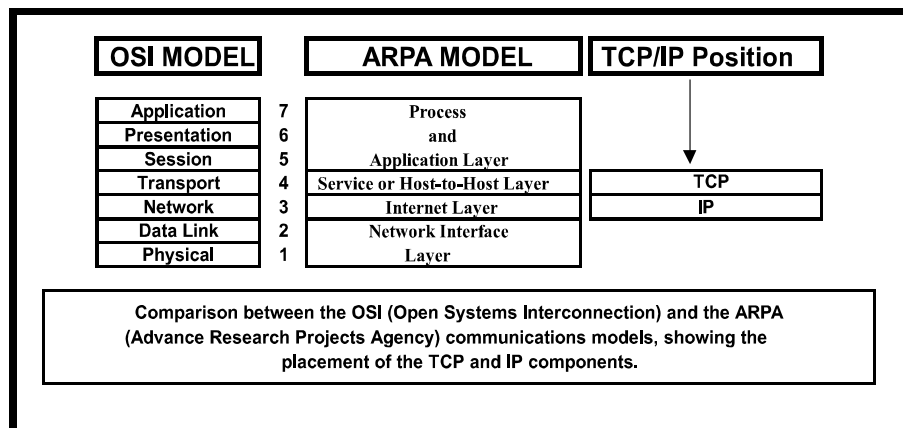 OSI MODEL ARPA MODEL TCP/IP Position
Application 7 Process
Presentation 6 and
Session 5 Application Layer
Transport 4 Service or Host-to-Host Layer TCP
Network 3 Internet Layer IP
Data Link 2 Network Interface
Physical 1 Layer
Comparison between the OSI (Open Systems Interconnection) and the ARPA
(Advance Research Projects Agency) communications models, showing the
placement of the TCP and IP components.